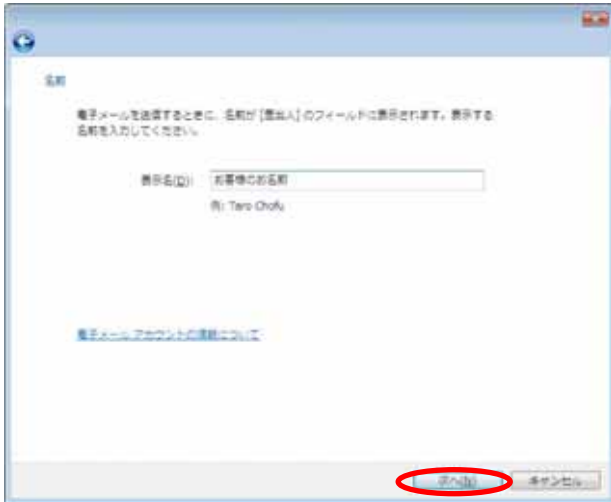 名前
電子メールを送信するときに、名前が [差出人] のフィールドに表示されます。表示する
名前を入力してください。
表示名(D): お客様のお名前
例: Taro Chofu
電子メール アカウントの情報について
次へ(N) キャンセル